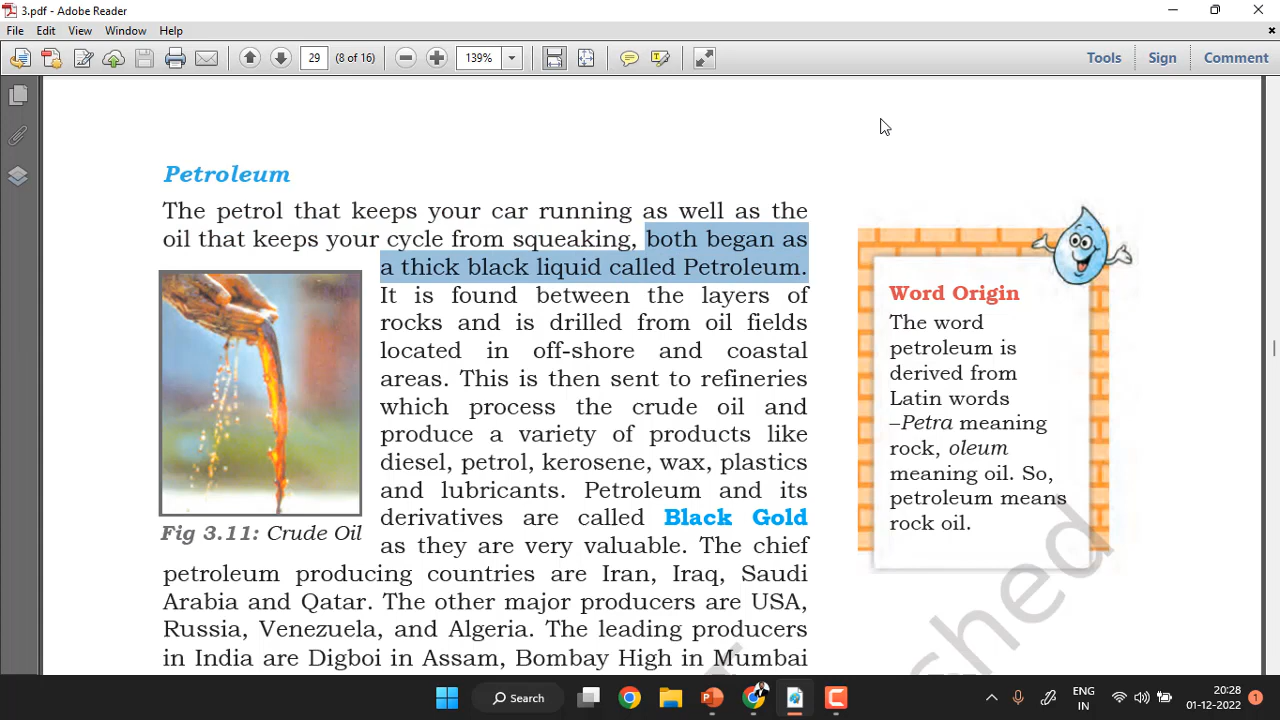 3.pdf - Adobe Reader
File Edit View Window Help
29 (8 of 16) 139% Tools Sign Comment
Petroleum
The petrol that keeps your car running as well as the
oil that keeps your cycle from squeaking, both began as
a thick black liquid called Petroleum.
It is found between the layers of
rocks and is drilled from oil fields
located in off-shore and coastal
areas. This is then sent to refineries
which process the crude oil and
produce a variety of products like
diesel, petrol, kerosene, wax, plastics
and lubricants. Petroleum and its
derivatives are called Black Gold
as they are very valuable. The chief
petroleum producing countries are Iran, Iraq, Saudi
Arabia and Qatar. The other major producers are USA,
Russia, Venezuela, and Algeria. The leading producers
in India are Digboi in Assam, Bombay High in Mumbai
Fig 3.11: Crude Oil
Word Origin
The word
petroleum is
derived from
Latin words
–Petra meaning
rock, oleum
meaning oil. So,
petroleum means
rock oil.
shed
Search
ENG
IN
20:28
01-12-2022
1